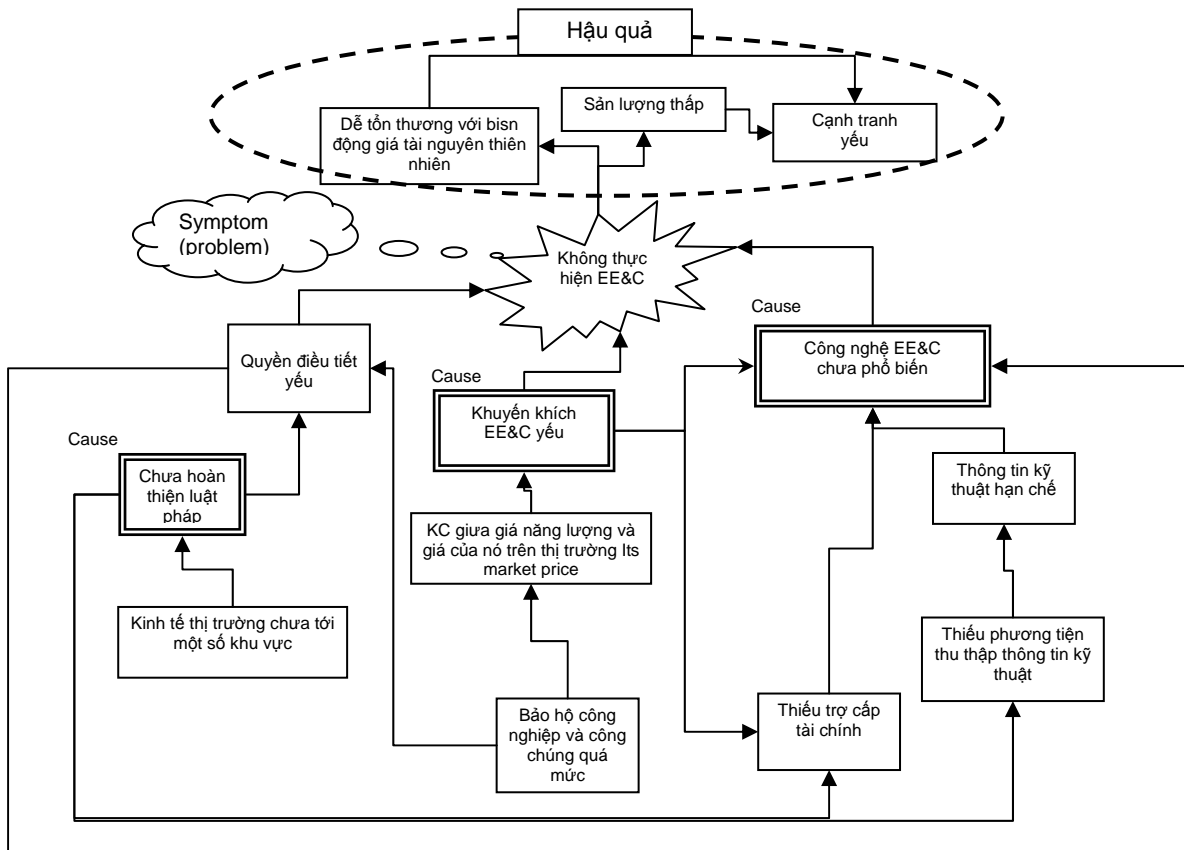 Hậu quả
Sản lượng thấp
Dễ tổn thương với bisn
động giá tài nguyên thiên
nhiên
Cạnh tranh
yếu
Symptom
(problem)
Không thực
hiện EE&C
Cause
Quyền điều tiết
yếu
Công nghệ EE&C
chưa phổ biến
Cause
Khuyến khích
EE&C yếu
Cause
Chưa hoàn
thiện luật
pháp
Thông tin kỹ
thuật hạn chế
KC giưa giá năng lượng và
giá của nó trên thị trường Its
market price
Kinh tế thị trường chưa tới
một số khu vực
Thiếu phương tiện
thu thập thông tin kỹ
thuật
Bảo hộ công
nghiệp và công
chúng quá
mức
Thiếu trợ cấp
tài chính